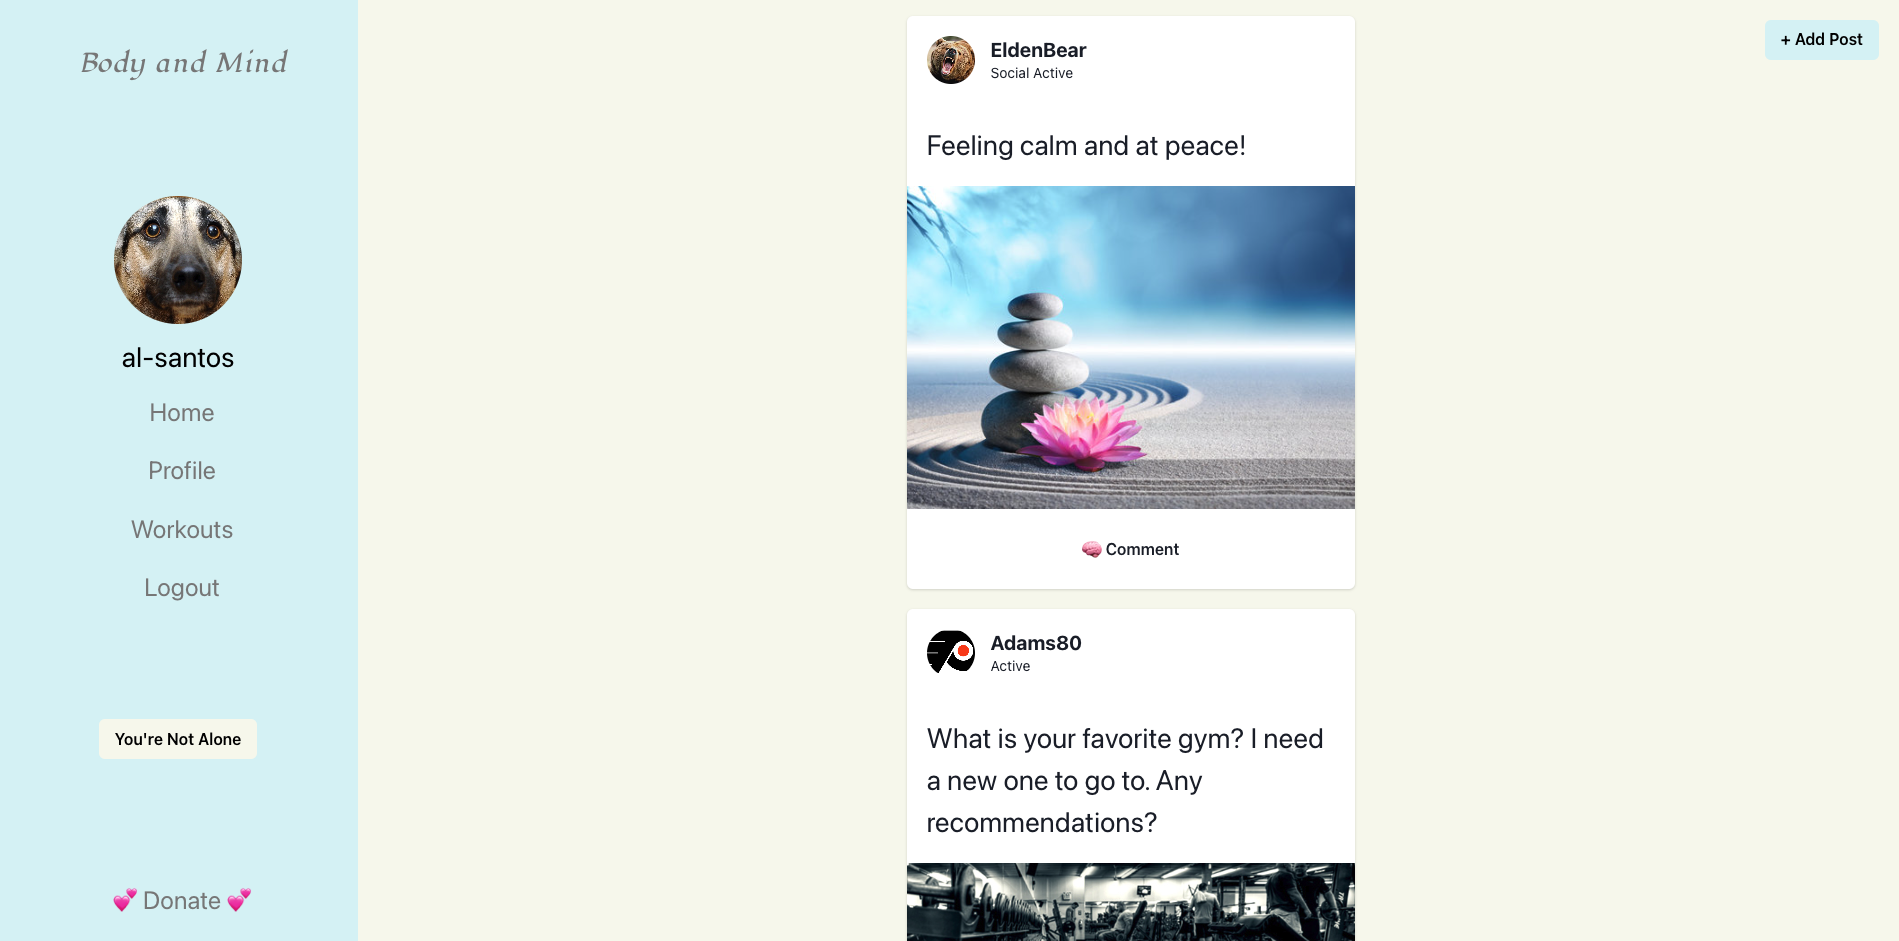 Body and Mind
al-santos
Home
Profile
Workouts
Logout
You're Not Alone
💕 Donate 💕
+ Add Post
EldenBear
Social Active
Feeling calm and at peace!
🧠 Comment
Adams80
Active
What is your favorite gym? I need
a new one to go to. Any
recommendations?